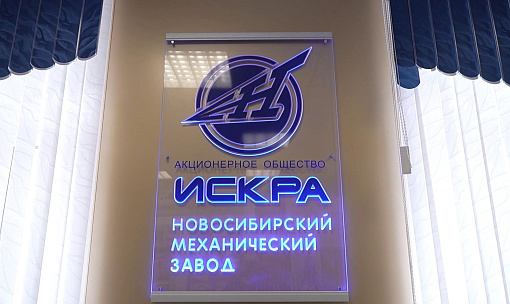 АКЦИОНЕРНОЕ ОБЩЕСТВО
ИСКРА
НОВОСИБИРСКИЙ
МЕХАНИЧЕСКИЙ
ЗАВОД